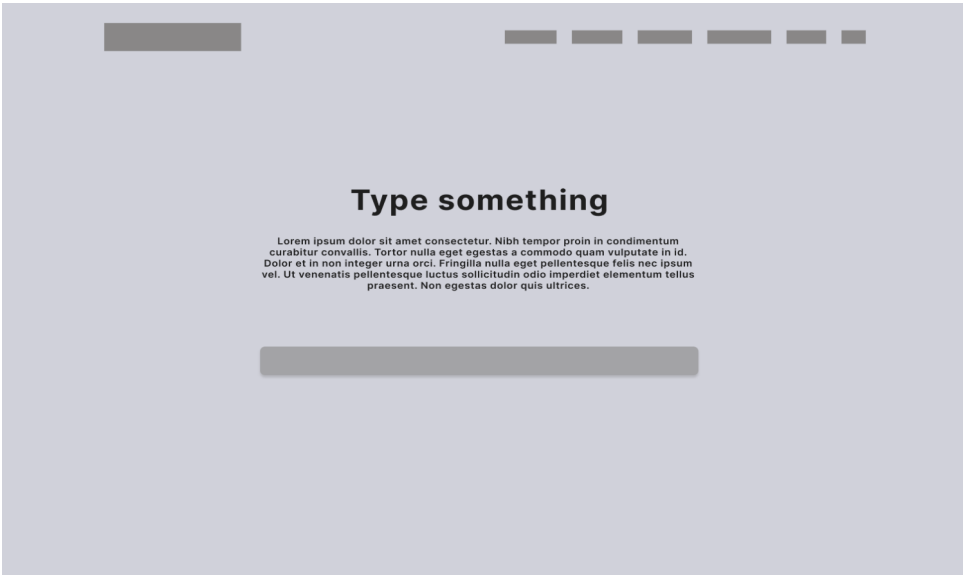 Type something
Lorem ipsum dolor sit amet consectetur. Nibh tempor proin in condimentum
curabitur convallis. Tortor nulla eget egestas a commodo quam vulputate in id.
Dolor et in non integer urna orci. Fringilla nulla eget pellentesque felis nec ipsum
vel. Ut venenatis pellentesque luctus sollicitudin odio imperdiet elementum tellus
praesent. Non egestas dolor quis ultrices.